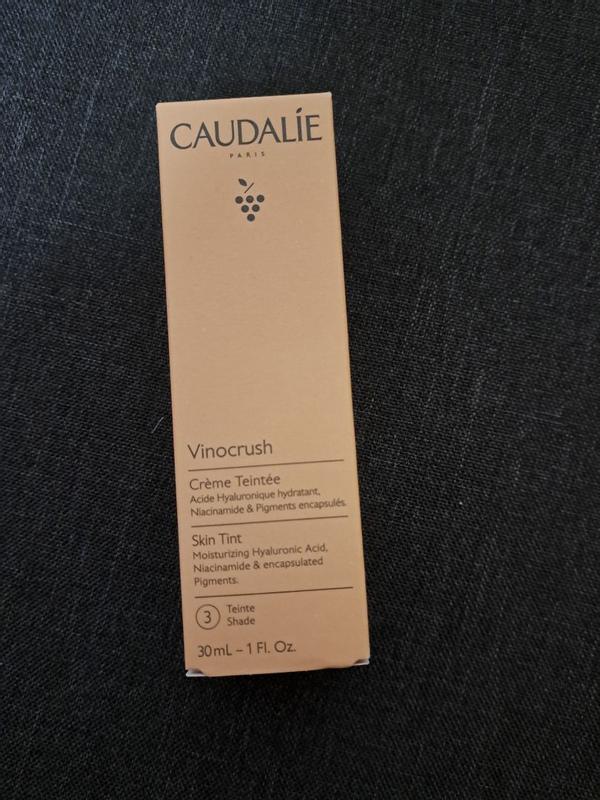 CAUDALÍE
PARIS
Vinocrush
Crème Teintée
Acide Hyaluronique hydratant,
Niacinamide & Pigments encapsulés.
Skin Tint
Moisturizing Hyaluronic Acid,
Niacinamide & encapsulated
Pigments.
3 Teinte
Shade
30mL – 1 Fl. Oz.